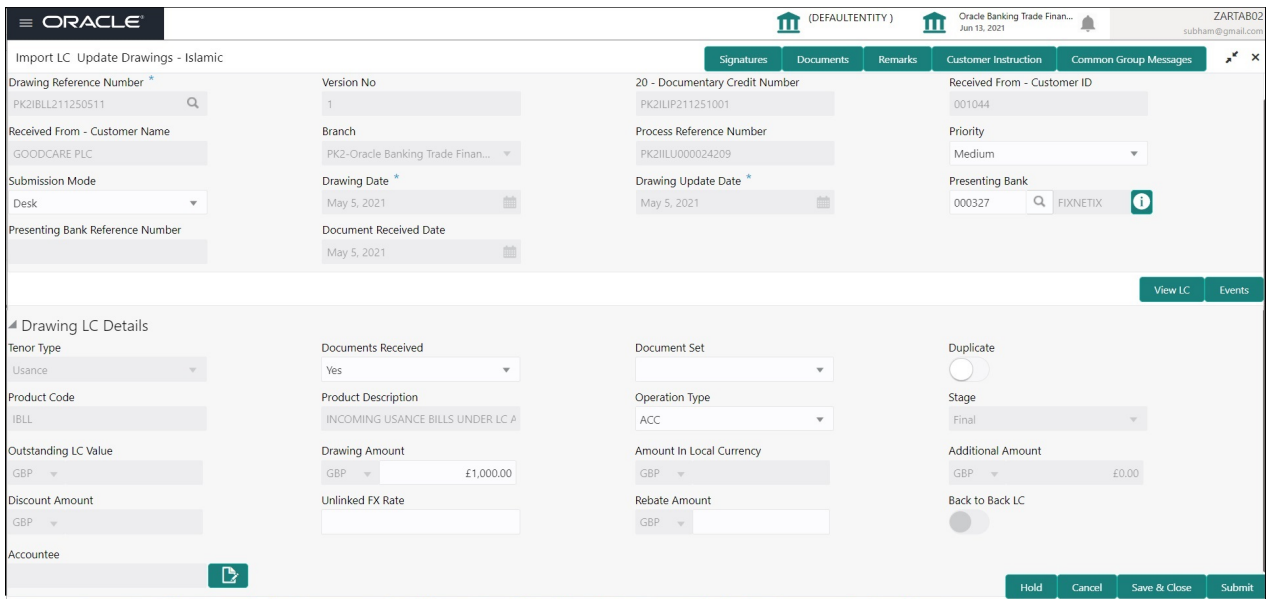 ORACLE
(DEFAULTENTITY )
Oracle Banking Trade Finan...
Jun 13, 2021
ZARTAB02
subham@gmail.com
Import LC Update Drawings - Islamic
Signatures
Documents
Remarks
Customer Instruction
Common Group Messages
Drawing Reference Number *
Version No
20 - Documentary Credit Number
Received From - Customer ID
PK2IBLL211250511
1
PK2ILIP211251001
001044
Received From - Customer Name
Branch
Process Reference Number
Priority
GOODCARE PLC
PK2-Oracle Banking Trade Finan...
PK2IILU000024209
Medium
Submission Mode
Drawing Date *
Drawing Update Date *
Presenting Bank
Desk
May 5, 2021
May 5, 2021
000327
FIXNETIX
Presenting Bank Reference Number
Document Received Date
May 5, 2021
View LC
Events
Drawing LC Details
Tenor Type
Documents Received
Document Set
Duplicate
Usance
Yes
Product Code
Product Description
Operation Type
Stage
IBLL
INCOMING USANCE BILLS UNDER LC A
ACC
Final
Outstanding LC Value
Drawing Amount
Amount In Local Currency
Additional Amount
GBP
GBP
£1,000.00
GBP
GBP
£0.00
Discount Amount
Unlinked FX Rate
Rebate Amount
Back to Back LC
GBP
GBP
Accountee
Hold
Cancel
Save & Close
Submit